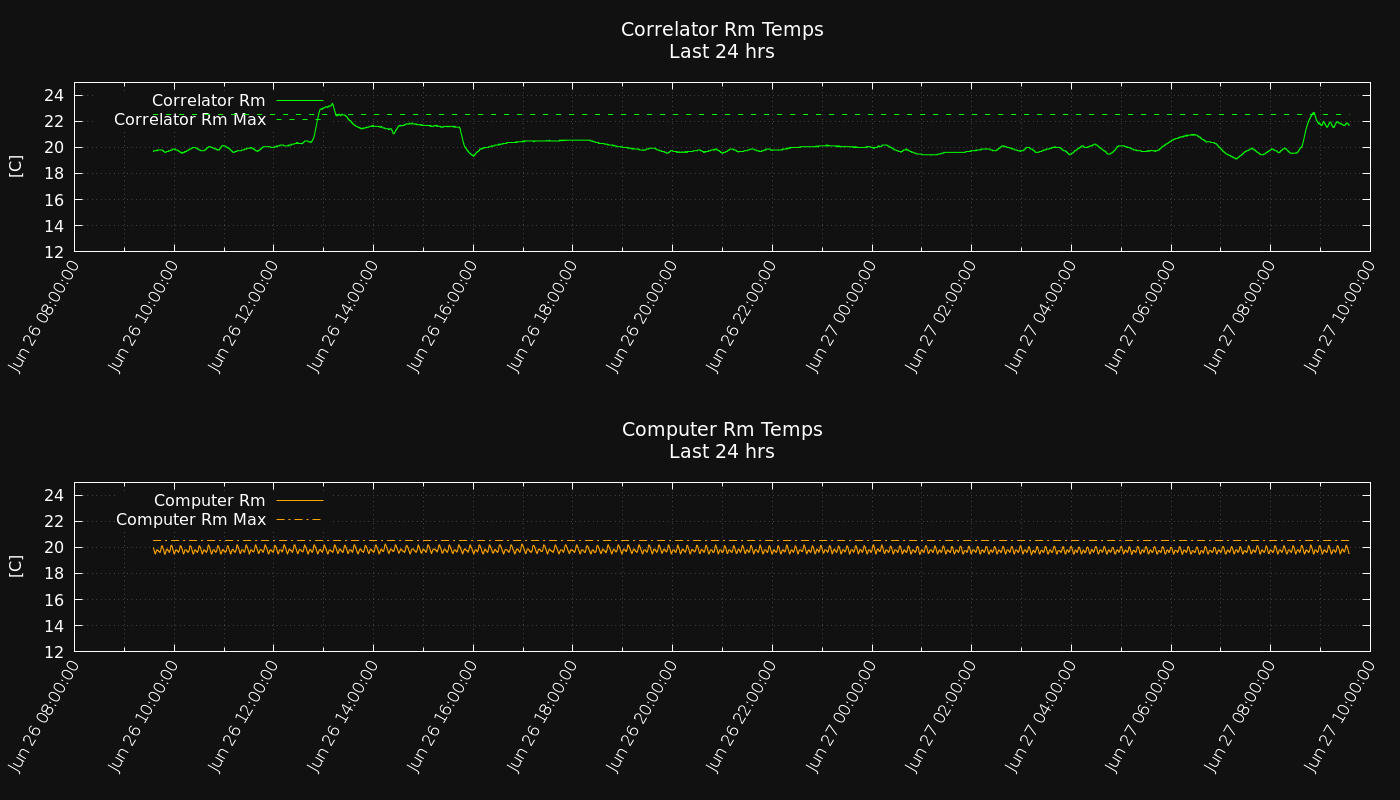 Correlator Rm Temps
Last 24 hrs
Correlator Rm
Correlator Rm Max
[C]
24
22
20
18
16
14
12
Jun 26 08:00:00
Jun 26 10:00:00
Jun 26 12:00:00
Jun 26 14:00:00
Jun 26 16:00:00
Jun 26 18:00:00
Jun 26 20:00:00
Jun 26 22:00:00
Jun 27 00:00:00
Jun 27 02:00:00
Jun 27 04:00:00
Jun 27 06:00:00
Jun 27 08:00:00
Jun 27 10:00:00
Computer Rm Temps
Last 24 hrs
Computer Rm
Computer Rm Max
[C]
24
22
20
18
16
14
12
Jun 26 08:00:00
Jun 26 10:00:00
Jun 26 12:00:00
Jun 26 14:00:00
Jun 26 16:00:00
Jun 26 18:00:00
Jun 26 20:00:00
Jun 26 22:00:00
Jun 27 00:00:00
Jun 27 02:00:00
Jun 27 04:00:00
Jun 27 06:00:00
Jun 27 08:00:00
Jun 27 10:00:00